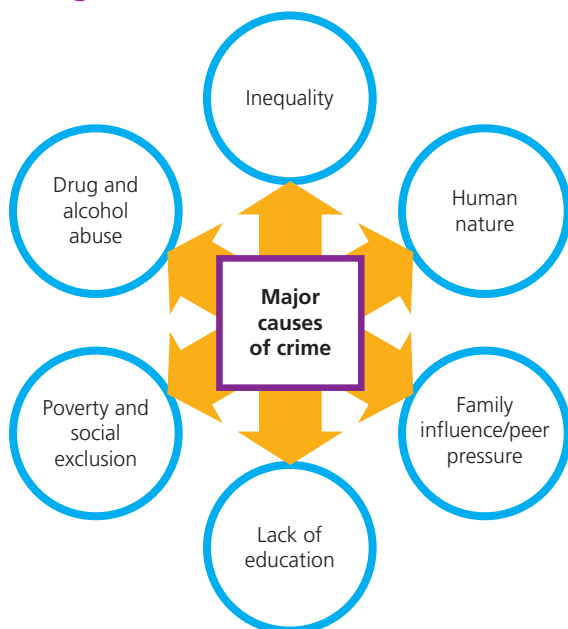 Inequality
Drug and
alcohol
abuse
Human
nature
Major
causes
of crime
Poverty and
social
exclusion
Family
influence/peer
pressure
Lack of
education